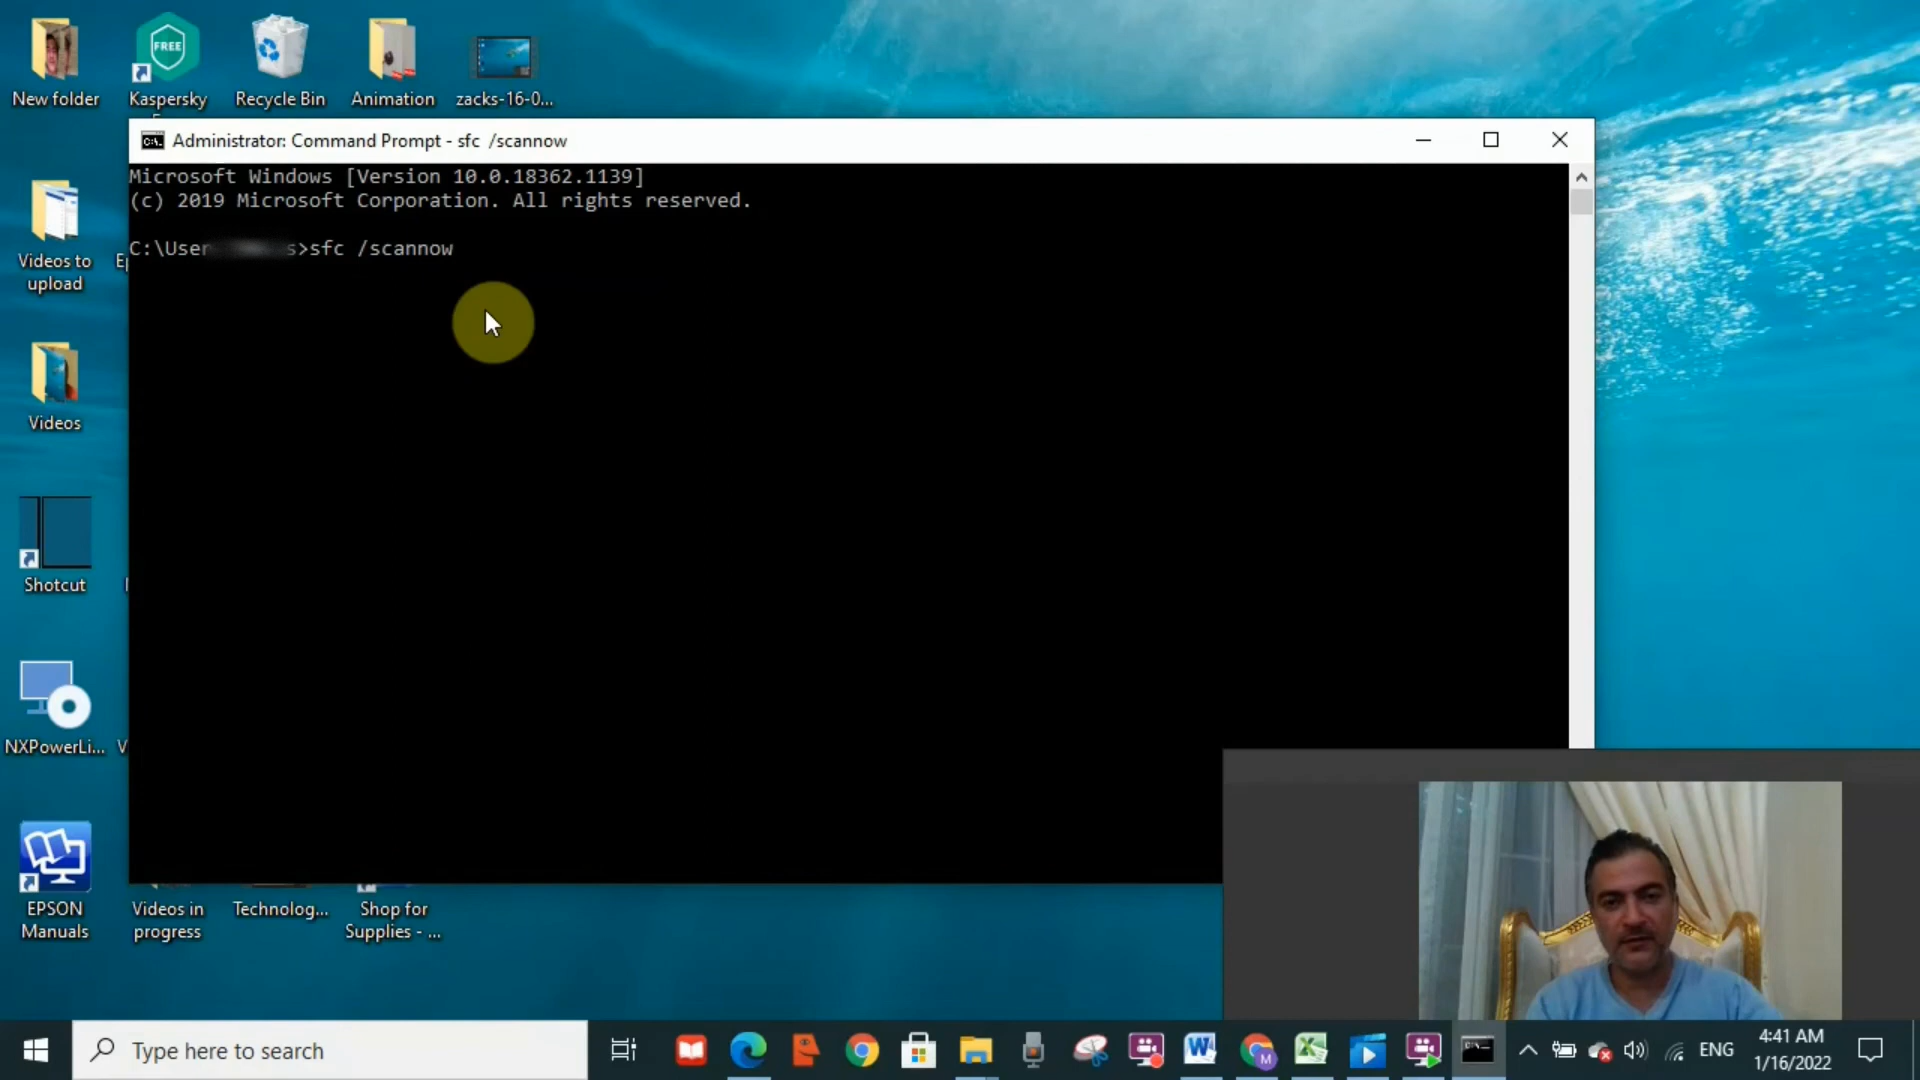 New folder
Kaspersky
Recycle Bin
Animation
zacks-16-0...
FREE
Administrator: Command Prompt - sfc /scannow
Microsoft Windows [Version 10.0.18362.1139]
(c) 2019 Microsoft Corporation. All rights reserved.
C:\User s>sfc /scannow
Videos to
upload
Videos
Shotcut
NXPowerLi...
EPSON
Manuals
Videos in
progress
Technolog...
Shop for
Supplies - ...
Type here to search
ENG
4:41 AM
1/16/2022